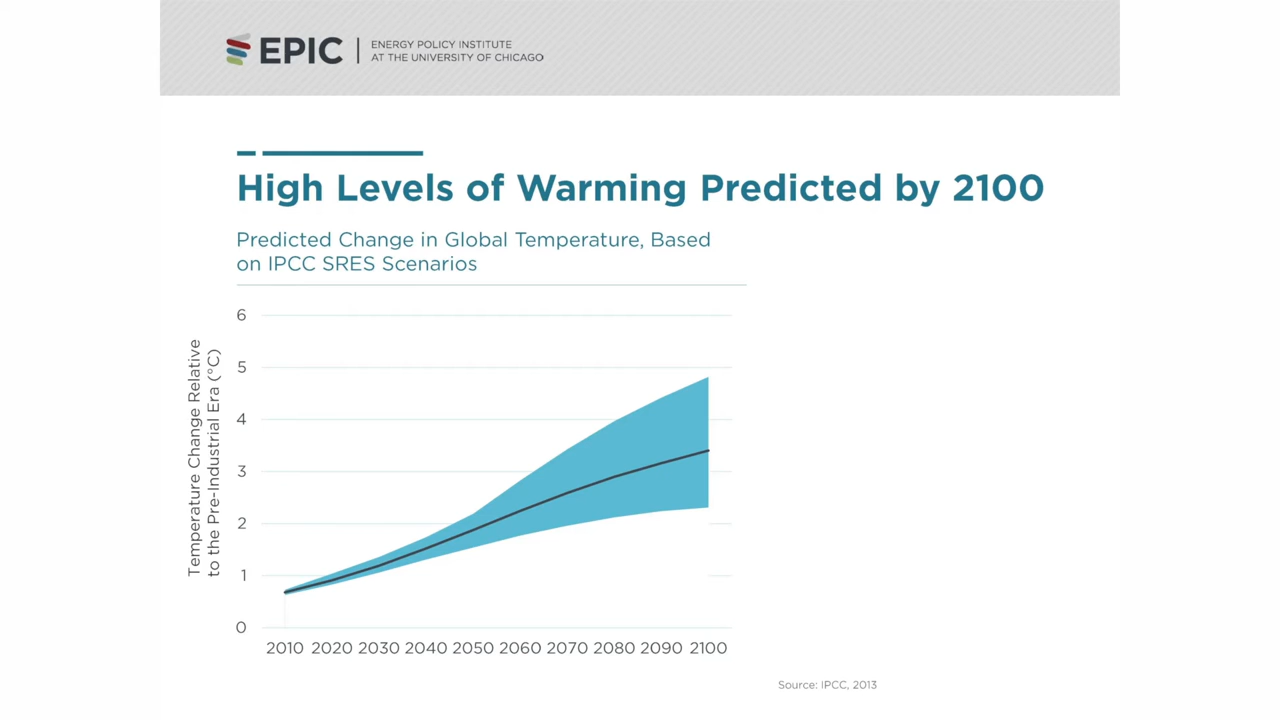 EPIC
ENERGY POLICY INSTITUTE
AT THE UNIVERSITY OF CHICAGO
High Levels of Warming Predicted by 2100
Predicted Change in Global Temperature, Based
on IPCC SRES Scenarios
Temperature Change Relative
to the Pre-Industrial Era (°C)
6
5
4
3
2
1
0
2010 2020 2030 2040 2050 2060 2070 2080 2090 2100
Source: IPCC, 2013